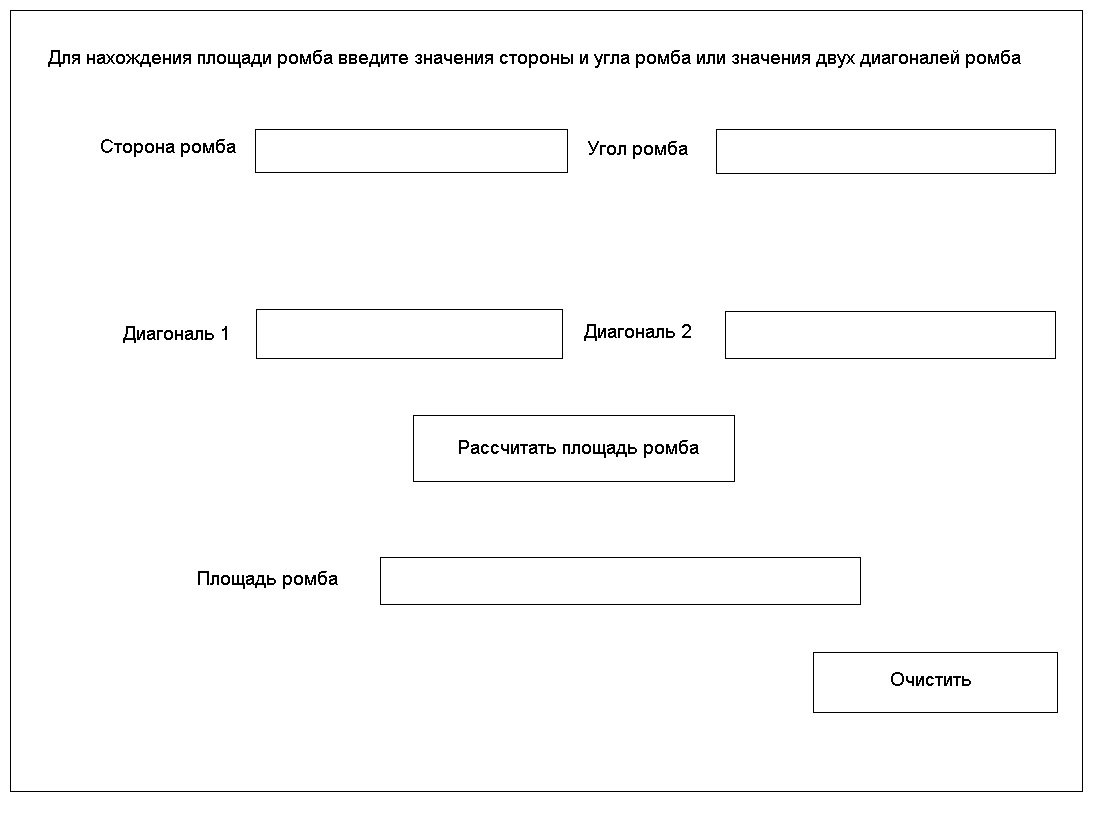 Для нахождения площади ромба введите значения стороны и угла ромба или значения двух диагоналей ромба
Сторона ромба
Угол ромба
Диагональ 1
Диагональ 2
Рассчитать площадь ромба
Площадь ромба
Очистить